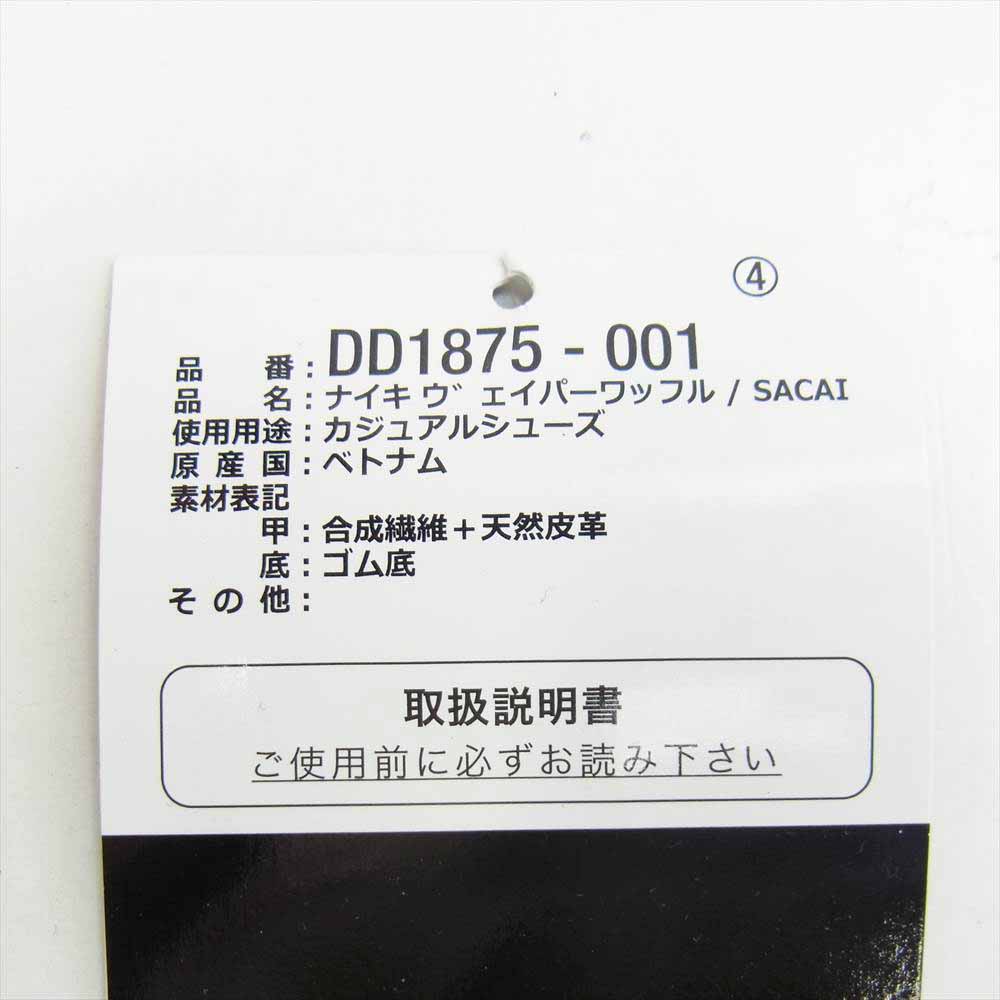 ④
品番:DD1875-001
品名:ナイキ ヴェイパーワッフル / SACAI
使用用途:カジュアルシューズ
原産国:ベトナム
素材表記
甲:合成繊維+天然皮革
底:ゴム底
その他:
取扱説明書
ご使用前に必ずお読み下さい